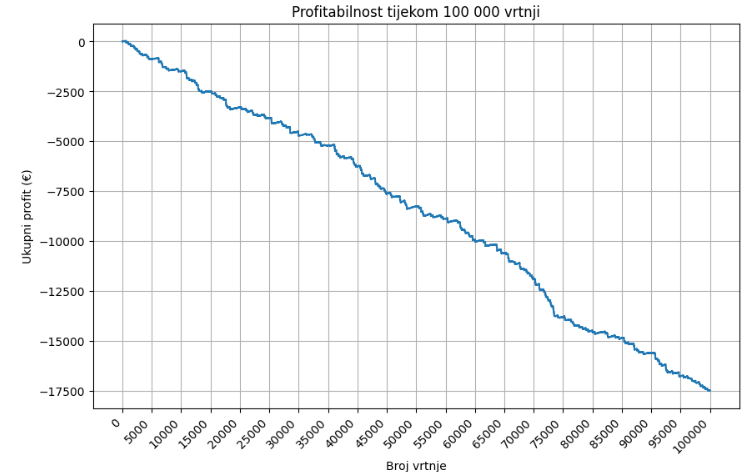 Profitabilnost tijekom 100 000 vrtnji
Ukupni profit (€)
0
−2500
−5000
−7500
−10000
−12500
−15000
−17500
0 5000 10000 15000 20000 25000 30000 35000 40000 45000 50000 55000 60000 65000 70000 75000 80000 85000 90000 95000 100000
Broj vrtnje